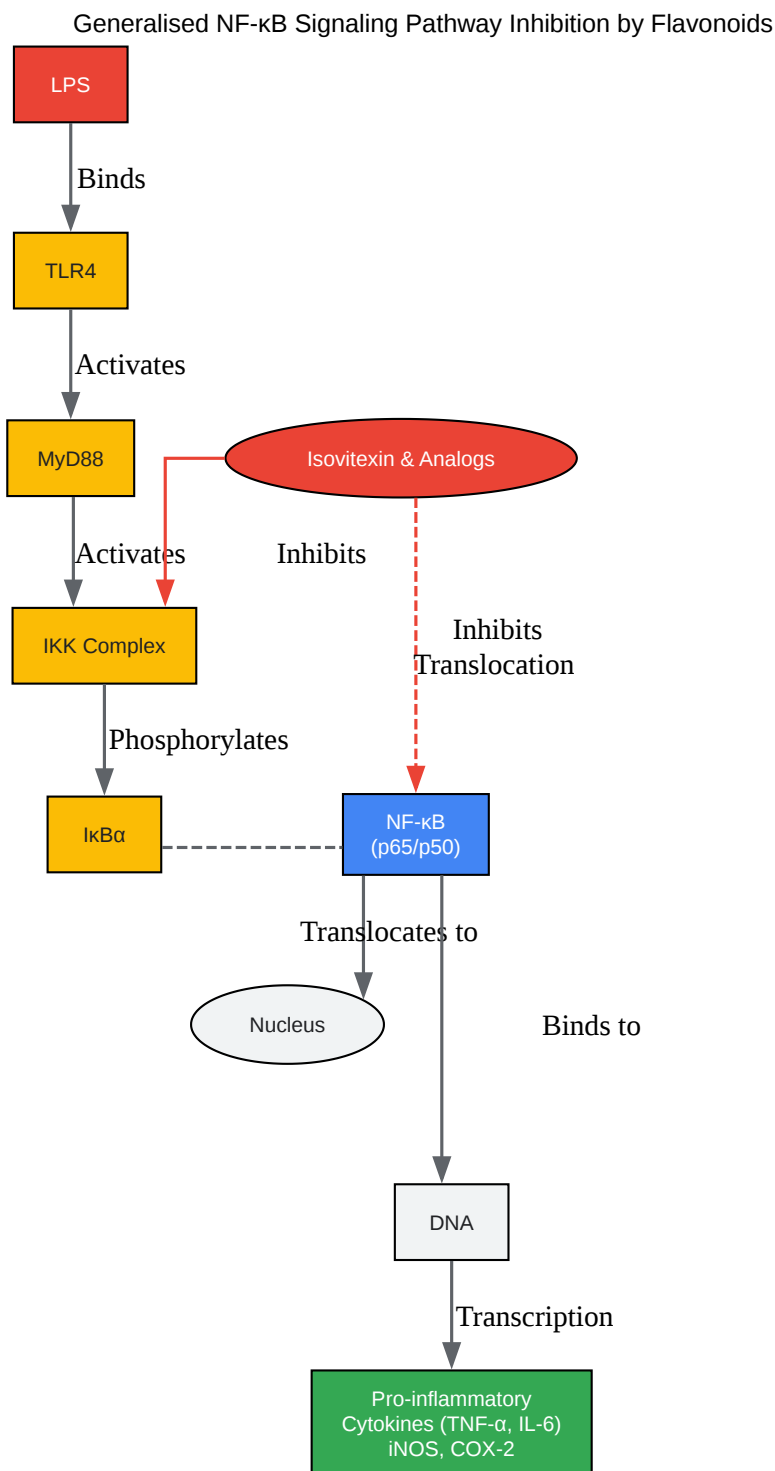 Generalised NF-κB Signaling Pathway Inhibition by Flavonoids
LPS
Binds
TLR4
Activates
MyD88
Isovitexin & Analogs
Activates
Inhibits
IKK Complex
Inhibits
Translocation
Phosphorylates
IκBα
NF-κB
(p65/p50)
Translocates to
Nucleus
Binds to
DNA
Transcription
Pro-inflammatory
Cytokines (TNF-α, IL-6)
iNOS, COX-2